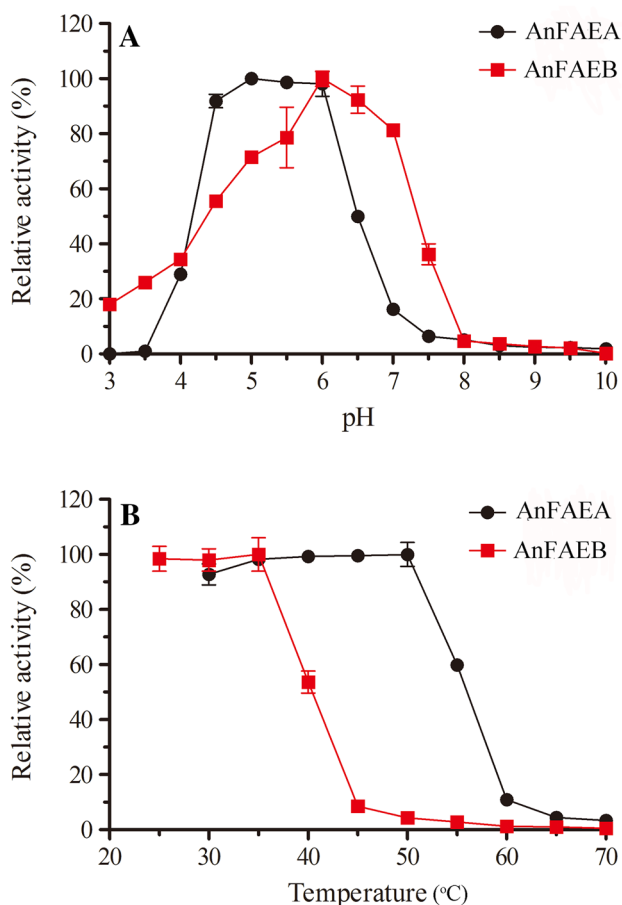 A
AnFAEA
AnFAEB
Relative activity (%)
120
100
80
60
40
20
0
3 4 5 6 7 8 9 10
pH
B
AnFAEA
AnFAEB
Relative activity (%)
120
100
80
60
40
20
0
20 30 40 50 60 70
Temperature (°C)